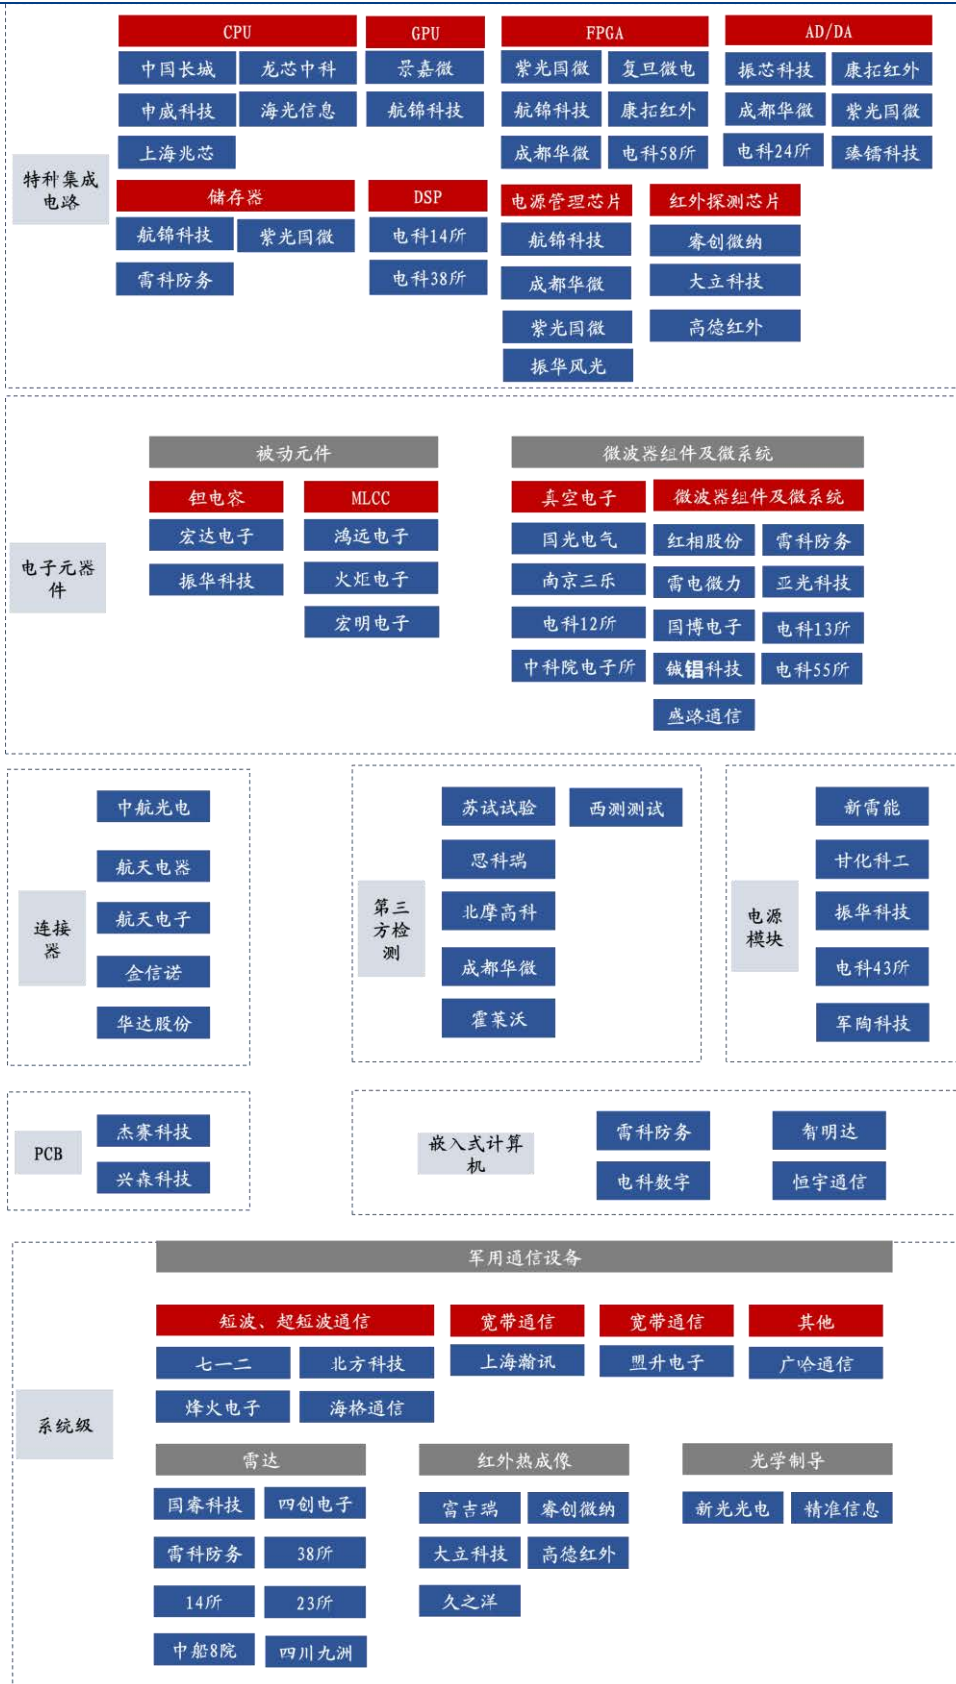 CPU GPU FPGA AD/DA
中国长城 龙芯中科 景嘉微 紫光国微 复旦微电 振芯科技 康拓红外
申威科技 海光信息 航锦科技 航锦科技 康拓红外 成都华微 紫光国微
上海兆芯 成都华微 电科58所 电科24所 臻镭科技
特种集成
电路
储存器 DSP 电源管理芯片 红外探测芯片
航锦科技 紫光国微 电科14所 航锦科技 睿创微纳
雷科防务 电科38所 成都华微 大立科技
紫光国微 高德红外
振华风光
被动元件 微波器组件及微系统
钽电容 MLCC 真空电子 微波器组件及微系统
宏达电子 鸿远电子 国光电气 红相股份 雷科防务
电子元器
件
振华科技 火炬电子 南京三乐 雷电微力 亚光科技
宏明电子 电科12所 国博电子 电科13所
中科院电子所 铖锠科技 电科55所
盛路通信
连接
器
中航光电
航天电器
航天电子
金信诺
华达股份
第三
方检
测
苏试试验 西测测试
思科瑞
北摩高科
成都华微
霍莱沃
电源
模块
新雷能
甘化科工
振华科技
电科43所
军陶科技
PCB
杰赛科技
兴森科技
嵌入式计算
机
雷科防务 智明达
电科数字 恒宇通信
系统级
军用通信设备
短波、超短波通信 宽带通信 宽带通信 其他
七一二 北方科技 上海瀚讯 盟升电子 广哈通信
烽火电子 海格通信
雷达 红外热成像 光学制导
国睿科技 四创电子 富吉瑞 睿创微纳 新光光电 精准信息
雷科防务 38所 大立科技 高德红外
14所 23所 久之洋
中船8院 四川九洲